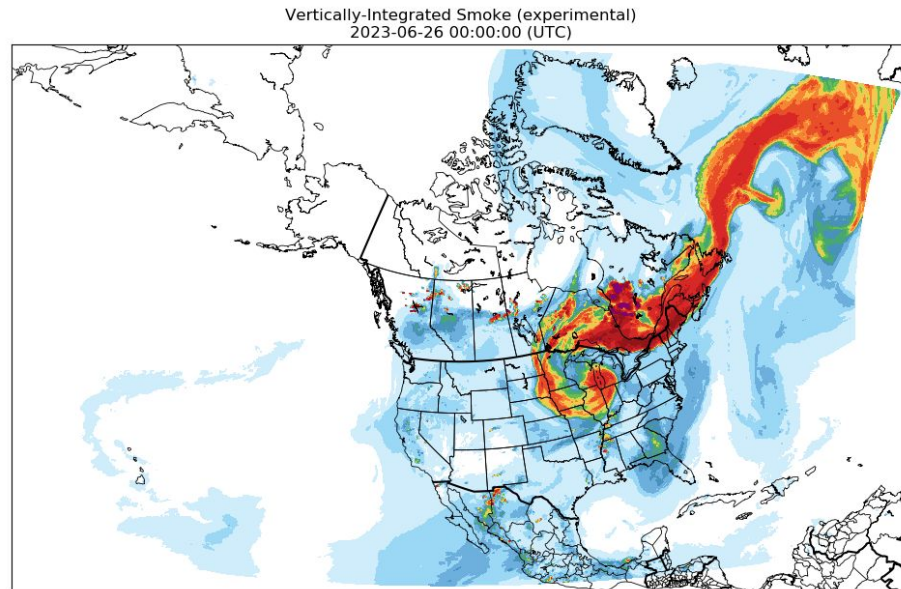 Vertically-Integrated Smoke (experimental)
2023-06-26 00:00:00 (UTC)